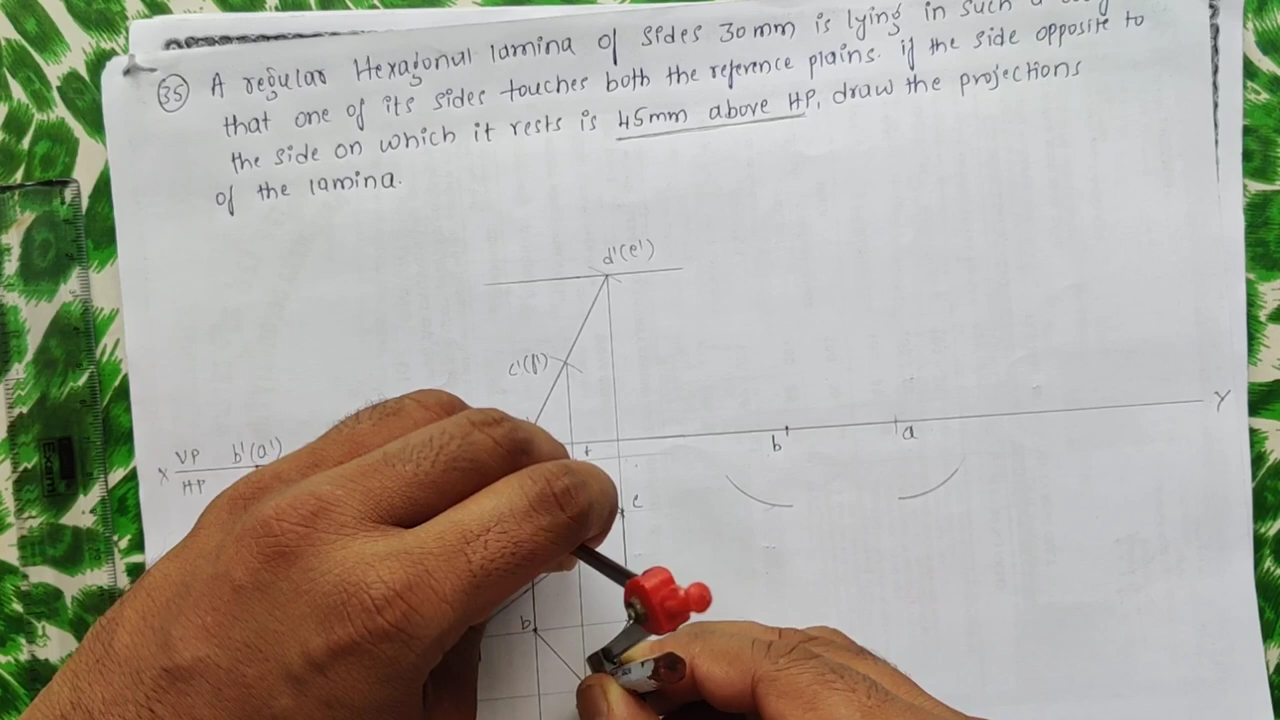 35 A regular Hexagonal lamina of sides 30mm is lying in such a
that one of its sides touches both the reference plains. if the side opposite to
the side on which it rests is 45mm above HP, draw the projections
of the lamina.
d'(e')
c'(f')
X VP b'(a')
HP
Y
b a
e
b